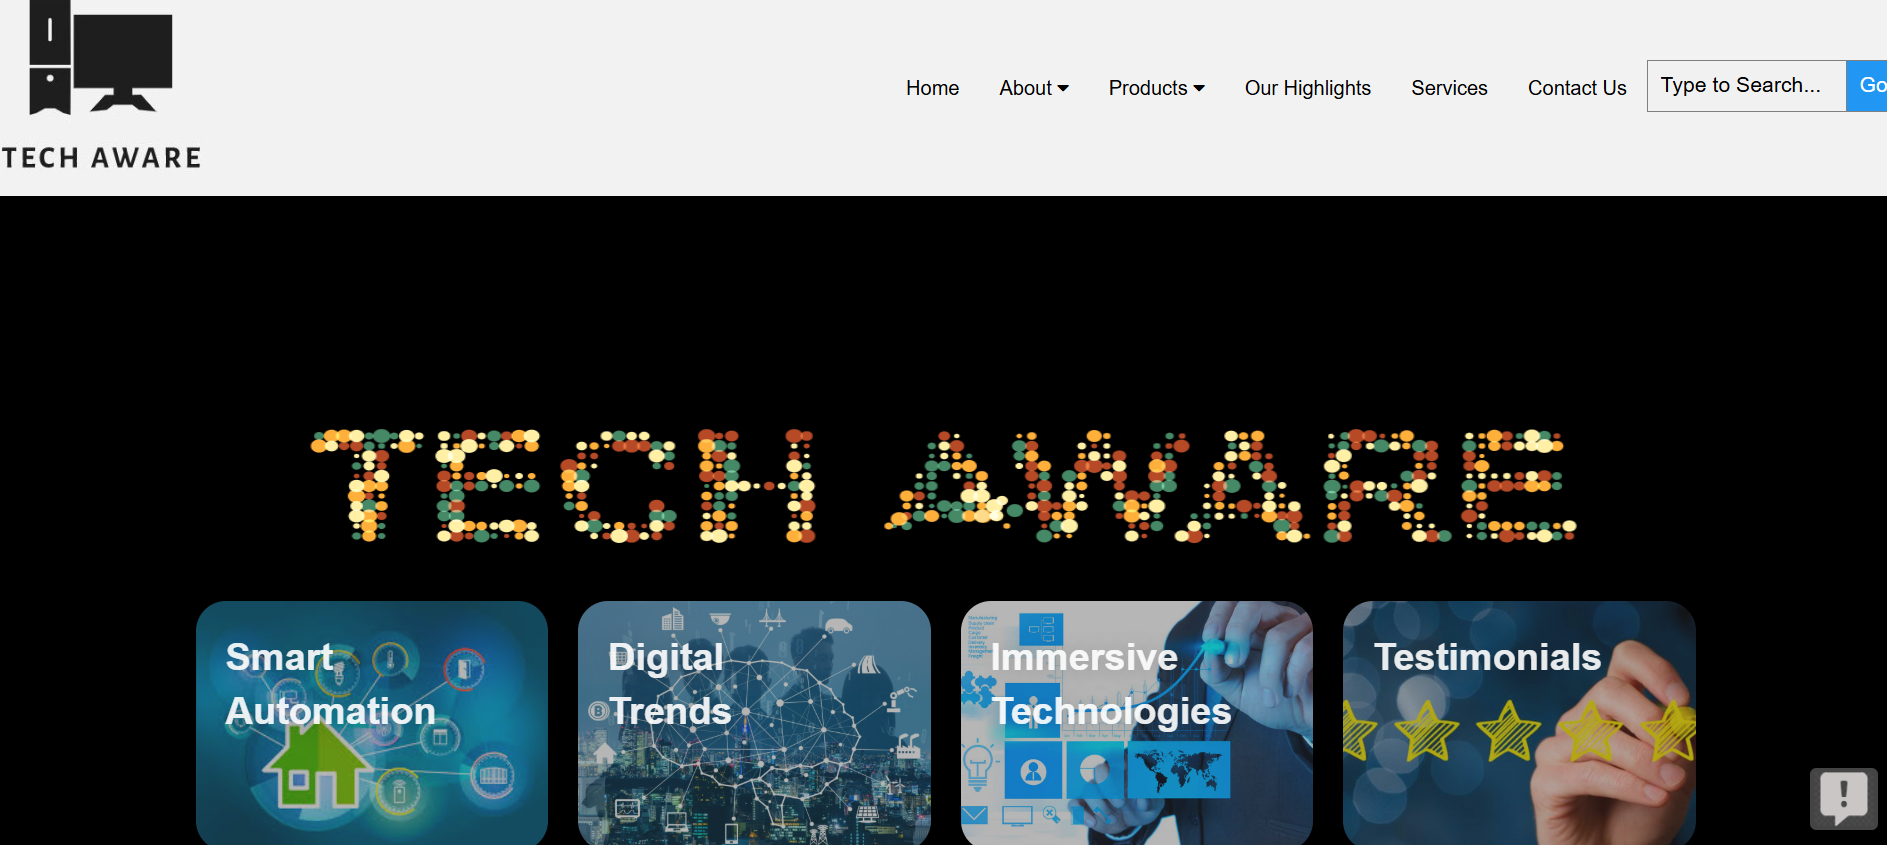 TECH AWARE
Home About Products Our Highlights Services Contact Us Type to Search... Go
TECH AWARE
Smart
Automation
Digital
Trends
Immersive
Technologies
Testimonials